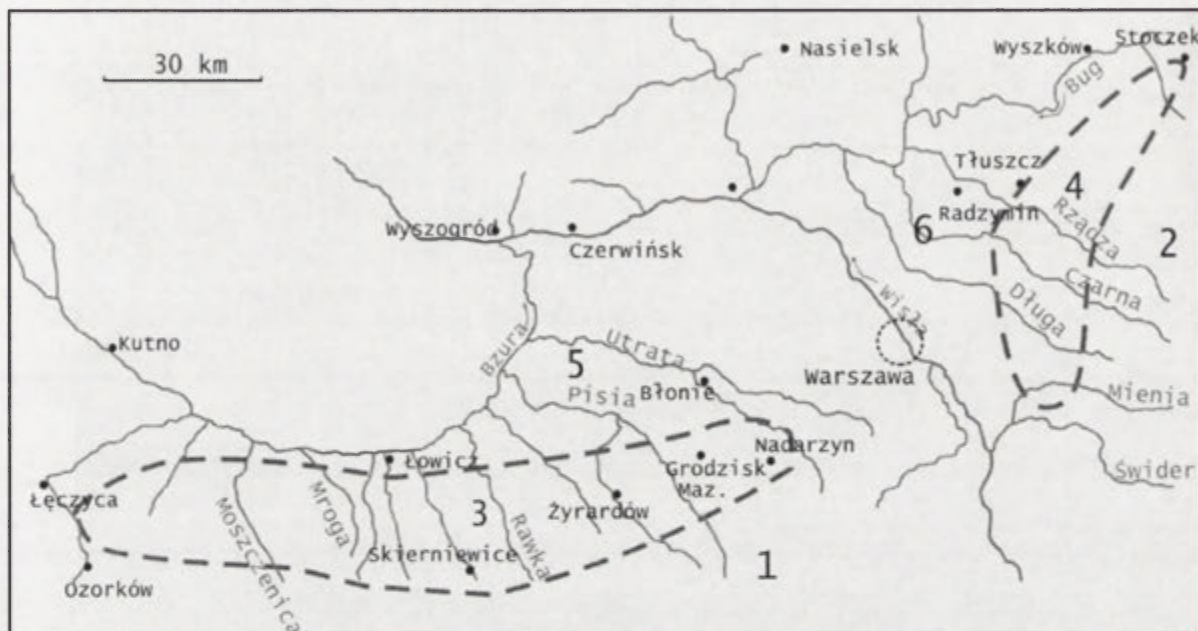 30 km
Nasielsk
Wyszków
Stoczek
Bug
Tłuszcz
4
Radzymin
Rządza
6
2
Wyszogród
Czerwińsk
Czarna
Wisła
Długa
Kutno
Bzura
Utrata
5
Warszawa
Błonie
Pisia
Mienia
Nadarzyn
Łowicz
Grodzisk
Maz.
Świder
Łęczyca
Mroga
Żyrardów
3
Moszczenica
Rawka
Skierniewice
1
Ozorków